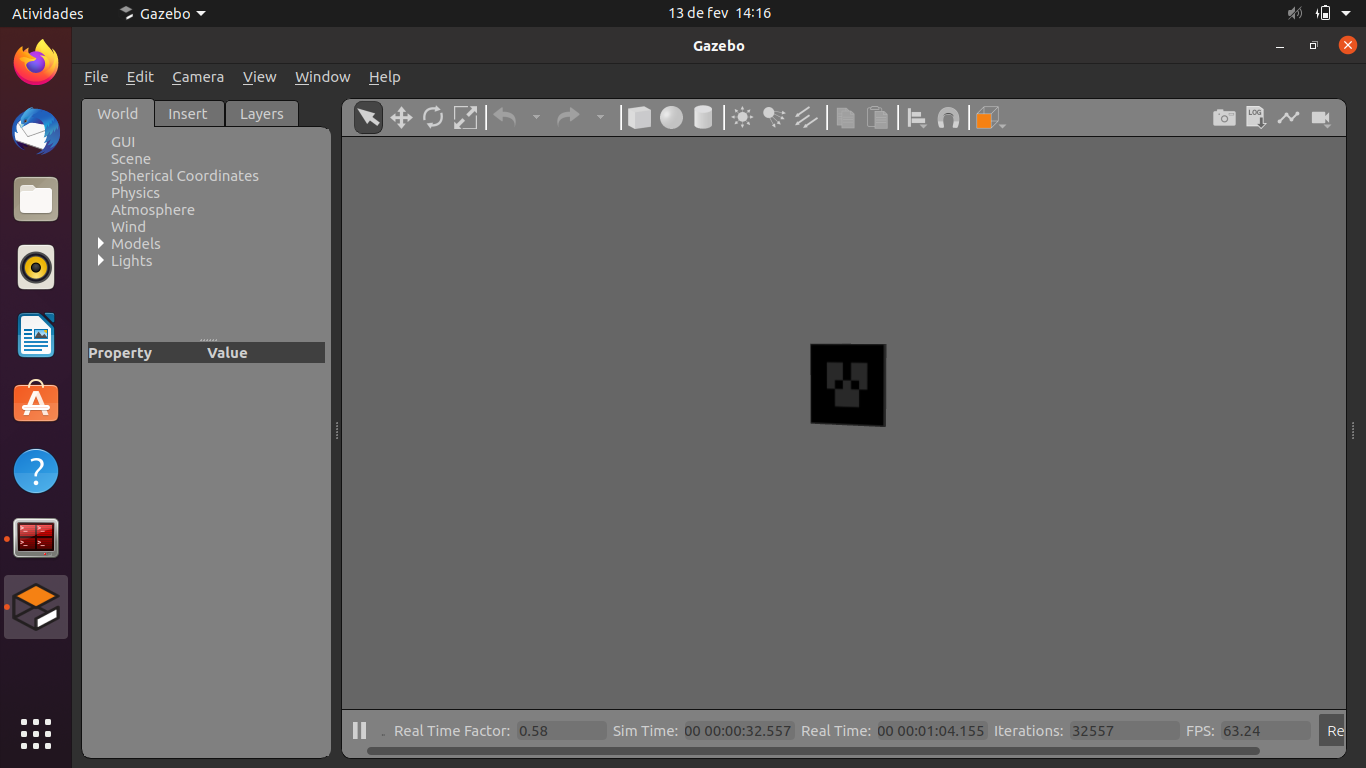 Atividades
Gazebo
13 de fev 14:16
Gazebo
File Edit Camera View Window Help
World Insert Layers
GUI
Scene
Spherical Coordinates
Physics
Atmosphere
Wind
Models
Lights
Property Value
LOG
Real Time Factor: 0.58 Sim Time: 00 00:00:32.557 Real Time: 00 00:01:04.155 Iterations: 32557 FPS: 63.24 Re